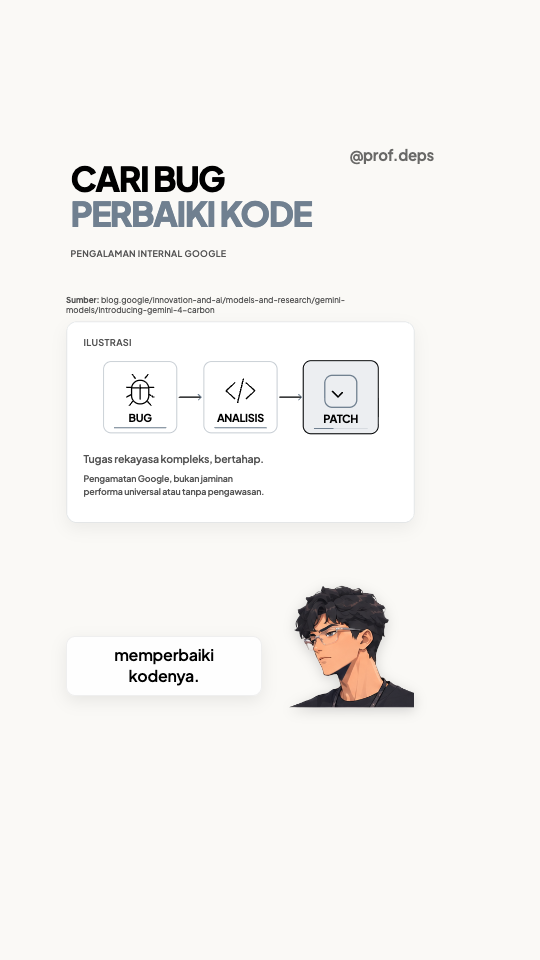 @prof.deps
CARI BUG
PERBAIKI KODE
PENGALAMAN INTERNAL GOOGLE
Sumber: blog.google/innovation-and-ai/models-and-research/gemini-
models/introducing-gemini-4-carbon
ILUSTRASI
BUG
ANALISIS
PATCH
Tugas rekayasa kompleks, bertahap.
Pengamatan Google, bukan jaminan
performa universal atau tanpa pengawasan.
memperbaiki
kodenya.